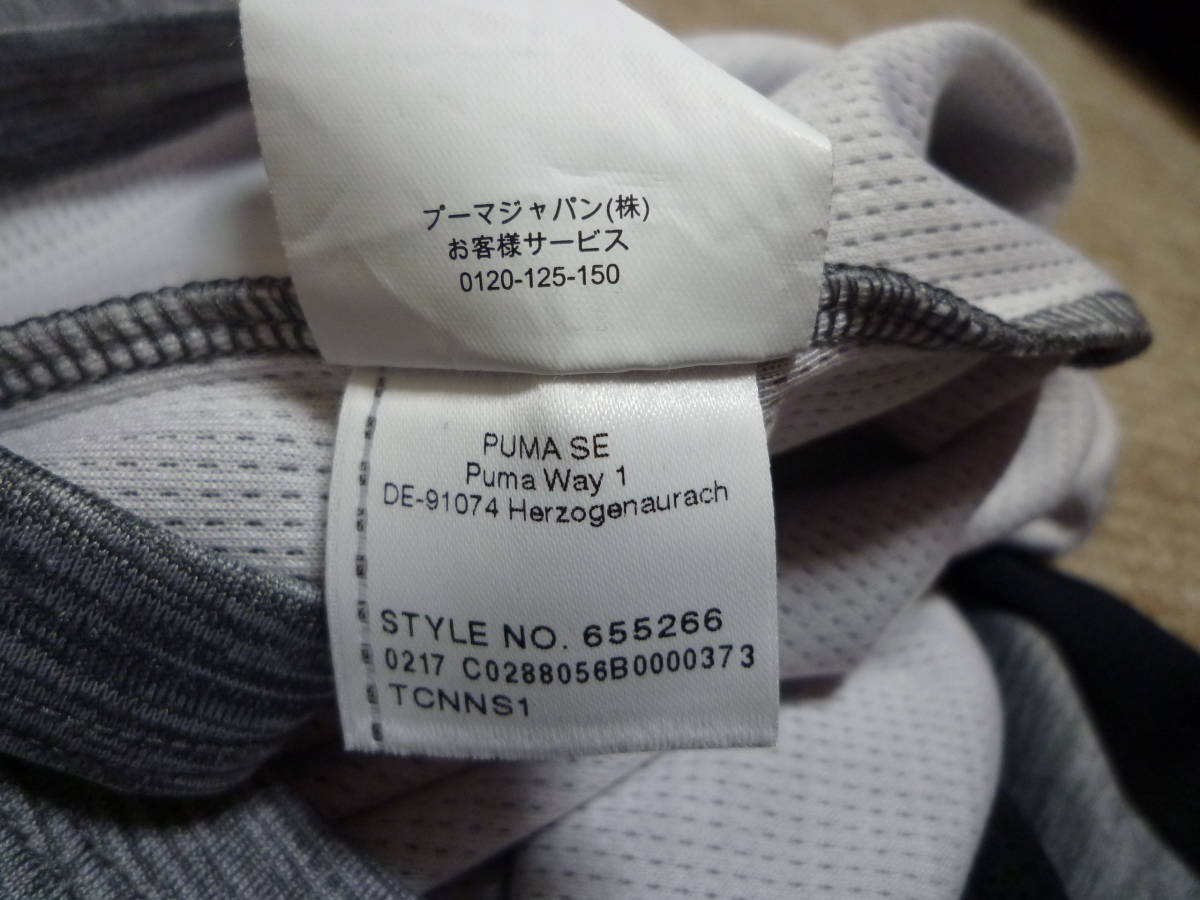 プーマジャパン(株)
お客様サービス
0120-125-150
PUMA SE
Puma Way 1
DE-91074 Herzogenaurach
STYLE NO. 655266
0217 C0288056B0000373
TCNNS1